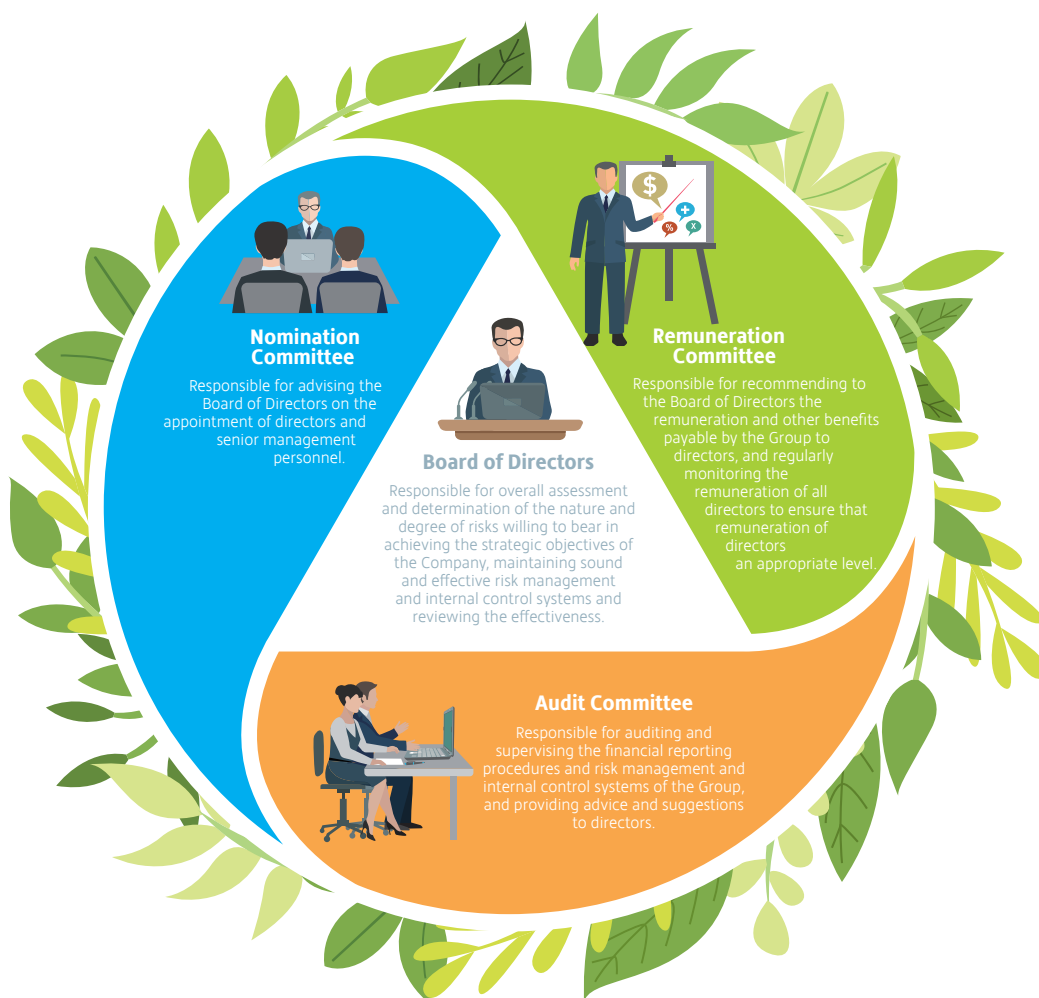 $
%
X
Nomination
Committee
Responsible for advising the
Board of Directors on the
appointment of directors and
senior management
personnel.
Remuneration
Committee
Responsible for recommending to
the Board of Directors the
remuneration and other benefits
payable by the Group to
directors, and regularly
monitoring the
remuneration of all
directors to ensure that
remuneration of
directors
an appropriate level.
Board of Directors
Responsible for overall assessment
and determination of the nature and
degree of risks willing to bear in
achieving the strategic objectives of
the Company, maintaining sound
and effective risk management
and internal control systems and
reviewing the effectiveness.
Audit Committee
Responsible for auditing and
supervising the financial reporting
procedures and risk management and
internal control systems of the Group,
and providing advice and suggestions
to directors.